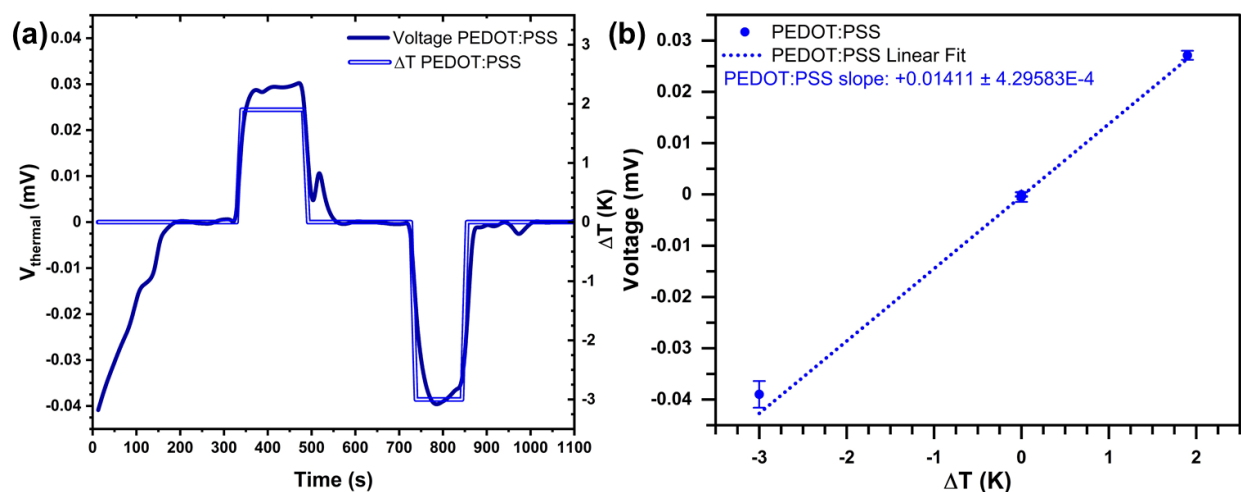 (a)
Voltage PEDOT:PSS
ΔT PEDOT:PSS
0.04
0.03
0.02
0.01
0
-0.01
-0.02
-0.03
-0.04
V thermal (mV)
3
2
1
0
-1
-2
-3
ΔT (K)
0 100 200 300 400 500 600 700 800 900 1000 1100
Time (s)
(b)
PEDOT:PSS
PEDOT:PSS Linear Fit
PEDOT:PSS slope: +0.01411 ± 4.29583E-4
0.03
0.02
0.01
0
-0.01
-0.02
-0.03
-0.04
Voltage (mV)
-3 -2 -1 0 1 2
ΔT (K)